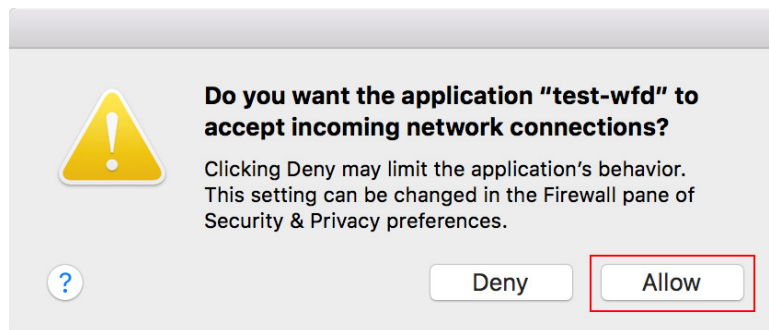 Do you want the application “test-wfd” to
accept incoming network connections?
Clicking Deny may limit the application’s behavior.
This setting can be changed in the Firewall pane of
Security & Privacy preferences.
?
Deny
Allow